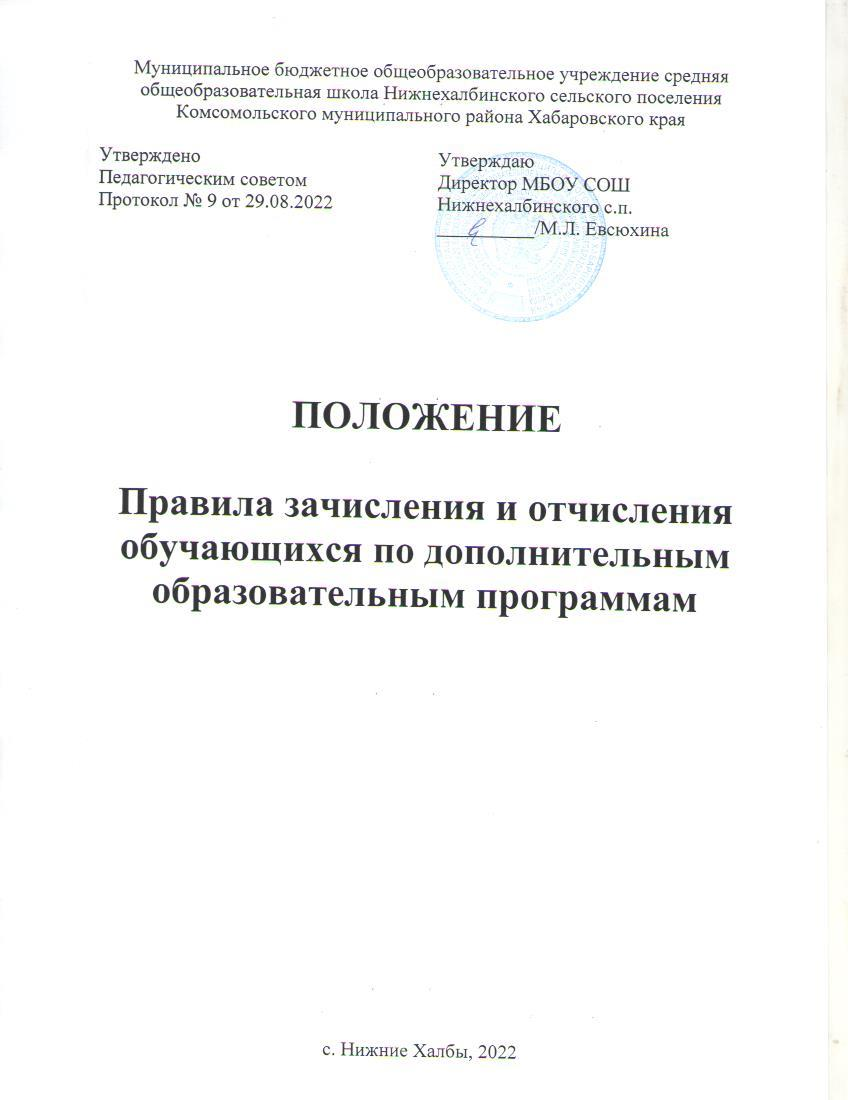 Муниципальное бюджетное общеобразовательное учреждение средняя
общеобразовательная школа Нижнехалбинского сельского поселения
Комсомольского муниципального района Хабаровского края
Утверждено
Педагогическим советом
Протокол № 9 от 29.08.2022
Утверждаю
Директор МБОУ СОШ
Нижнехалбинского с.п.
__________/М.Л. Евсюхина
ПОЛОЖЕНИЕ
Правила зачисления и отчисления
обучающихся по дополнительным
образовательным программам
с. Нижние Халбы, 2022